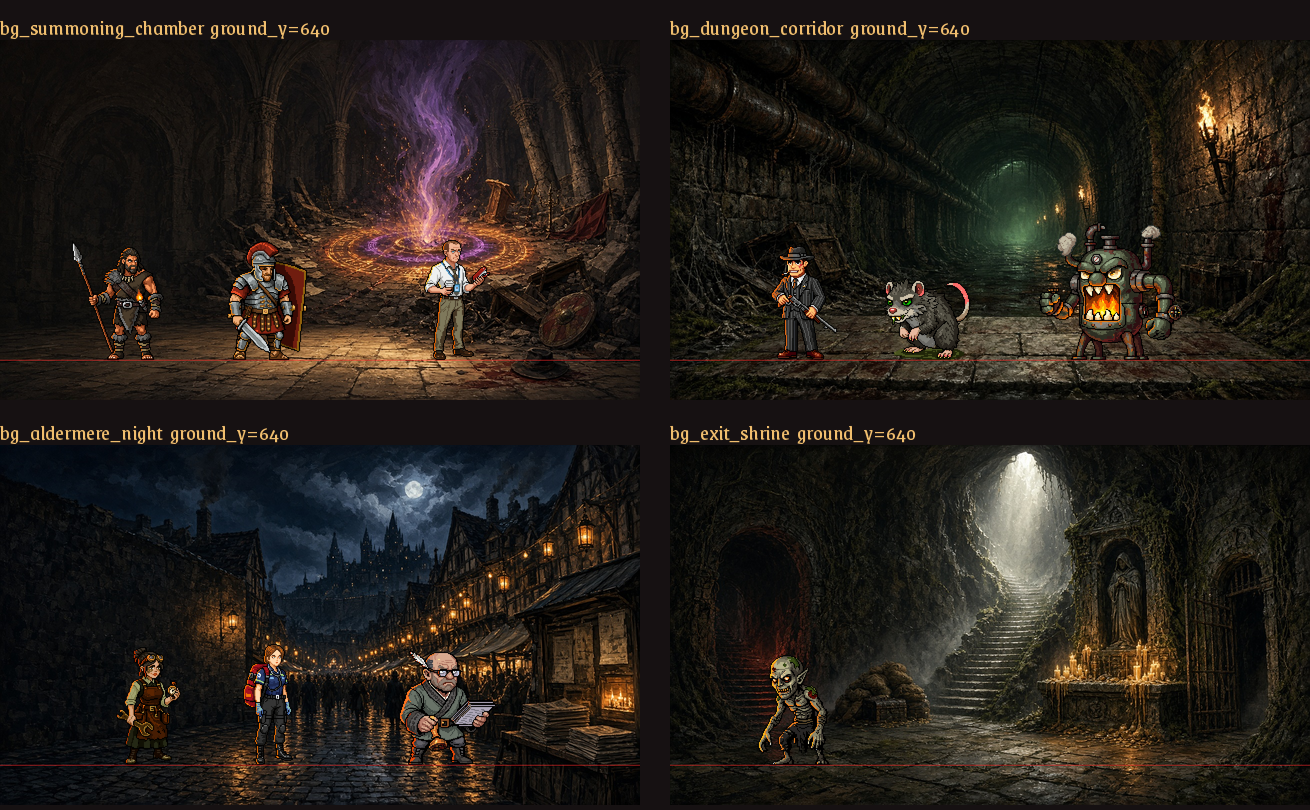 bg_summoning_chamber ground_y=640
bg_dungeon_corridor ground_y=640
bg_aldermere_night ground_y=640
bg_exit_shrine ground_y=640